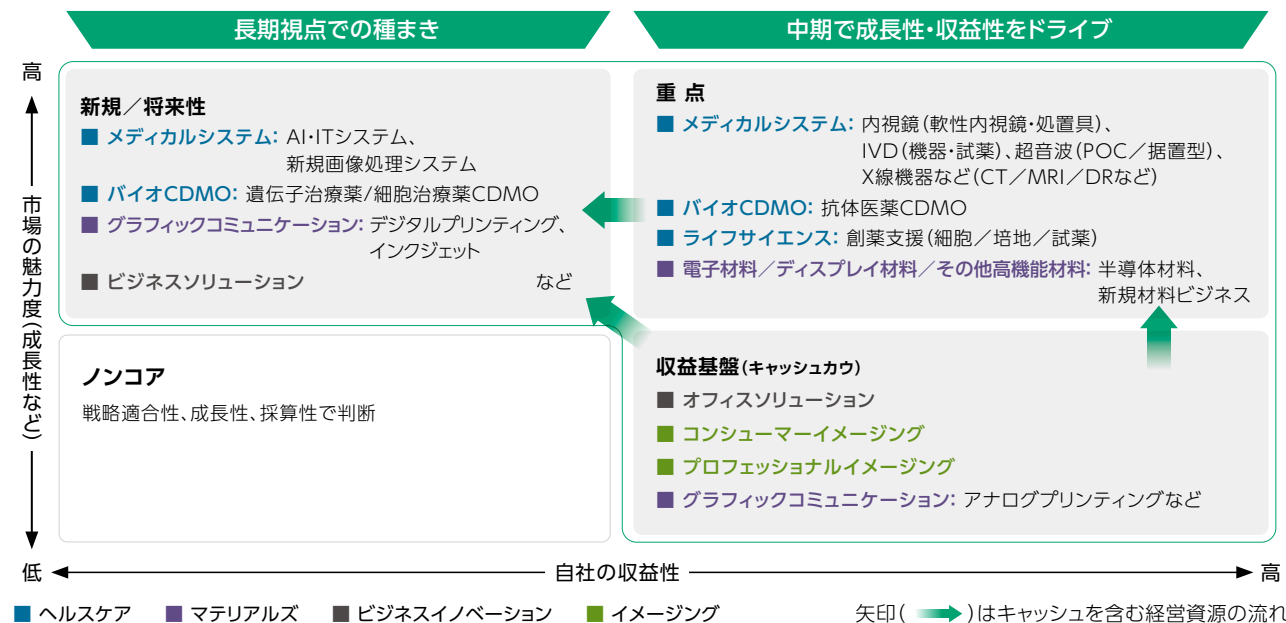 長期視点での種まき
中期で成長性・収益性をドライブ
高
市場の魅力度（成長性など）
低
新規／将来性
■ メディカルシステム： AI・ITシステム、
新規画像処理システム
■ バイオCDMO： 遺伝子治療薬/細胞治療薬CDMO
■ グラフィックコミュニケーション： デジタルプリンティング、
インクジェット
■ ビジネスソリューション など
重 点
■ メディカルシステム： 内視鏡（軟性内視鏡・処置具）、
IVD（機器・試薬）、超音波（POC／据置型）、
X線機器など（CT／MRI／DRなど）
■ バイオCDMO： 抗体医薬CDMO
■ ライフサイエンス： 創薬支援（細胞／培地／試薬）
■ 電子材料／ディスプレイ材料／その他高機能材料： 半導体材料、
新規材料ビジネス
ノンコア
戦略適合性、成長性、採算性で判断
収益基盤（キャッシュカウ）
■ オフィスソリューション
■ コンシューマーイメージング
■ プロフェッショナルイメージング
■ グラフィックコミュニケーション： アナログプリンティングなど
自社の収益性
高
■ ヘルスケア ■ マテリアルズ ■ ビジネスイノベーション ■ イメージング
矢印（ ➡ ）はキャッシュを含む経営資源の流れ